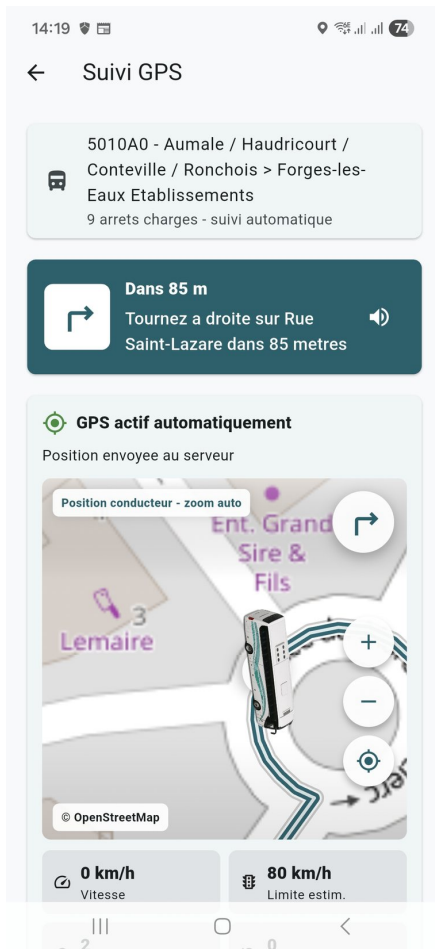 14:19
74
Suivi GPS
5010A0 - Aumale / Haudricourt /
Conteville / Ronchois > Forges-les-
Eaux Etablissements
9 arrets charges - suivi automatique
Dans 85 m
Tournez a droite sur Rue
Saint-Lazare dans 85 metres
GPS actif automatiquement
Position envoyee au serveur
Position conducteur - zoom auto
Ent. Grand
Sire &
Fils
3
Lemaire
+
−
© OpenStreetMap
0 km/h
Vitesse
80 km/h
Limite estim.
2
0